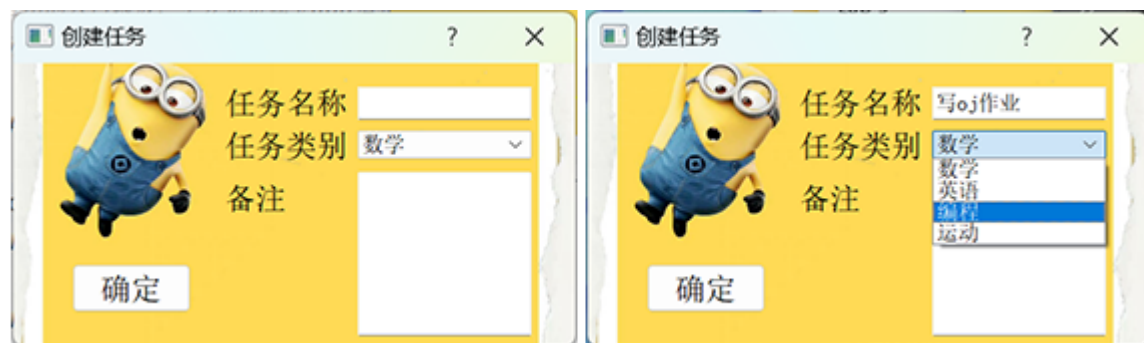 创建任务 ?
任务名称
任务类别 数学
备注
确定
创建任务 ?
任务名称 写oj作业
任务类别 数学
数学
英语
编程
运动
备注
确定